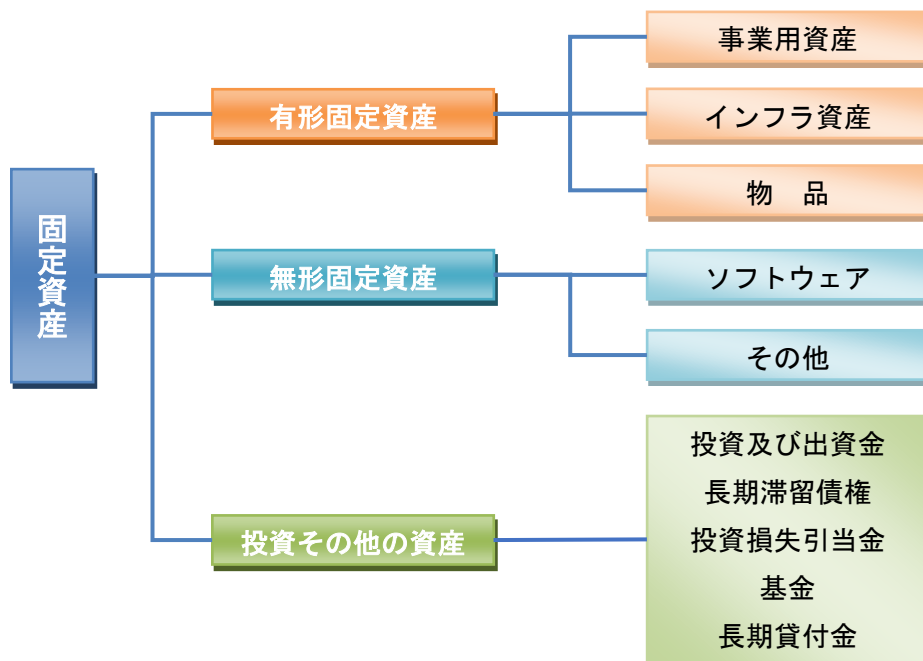 固定資産
有形固定資産
事業用資産
インフラ資産
物　品
無形固定資産
ソフトウェア
その他
投資その他の資産
投資及び出資金
長期滞留債権
投資損失引当金
基金
長期貸付金